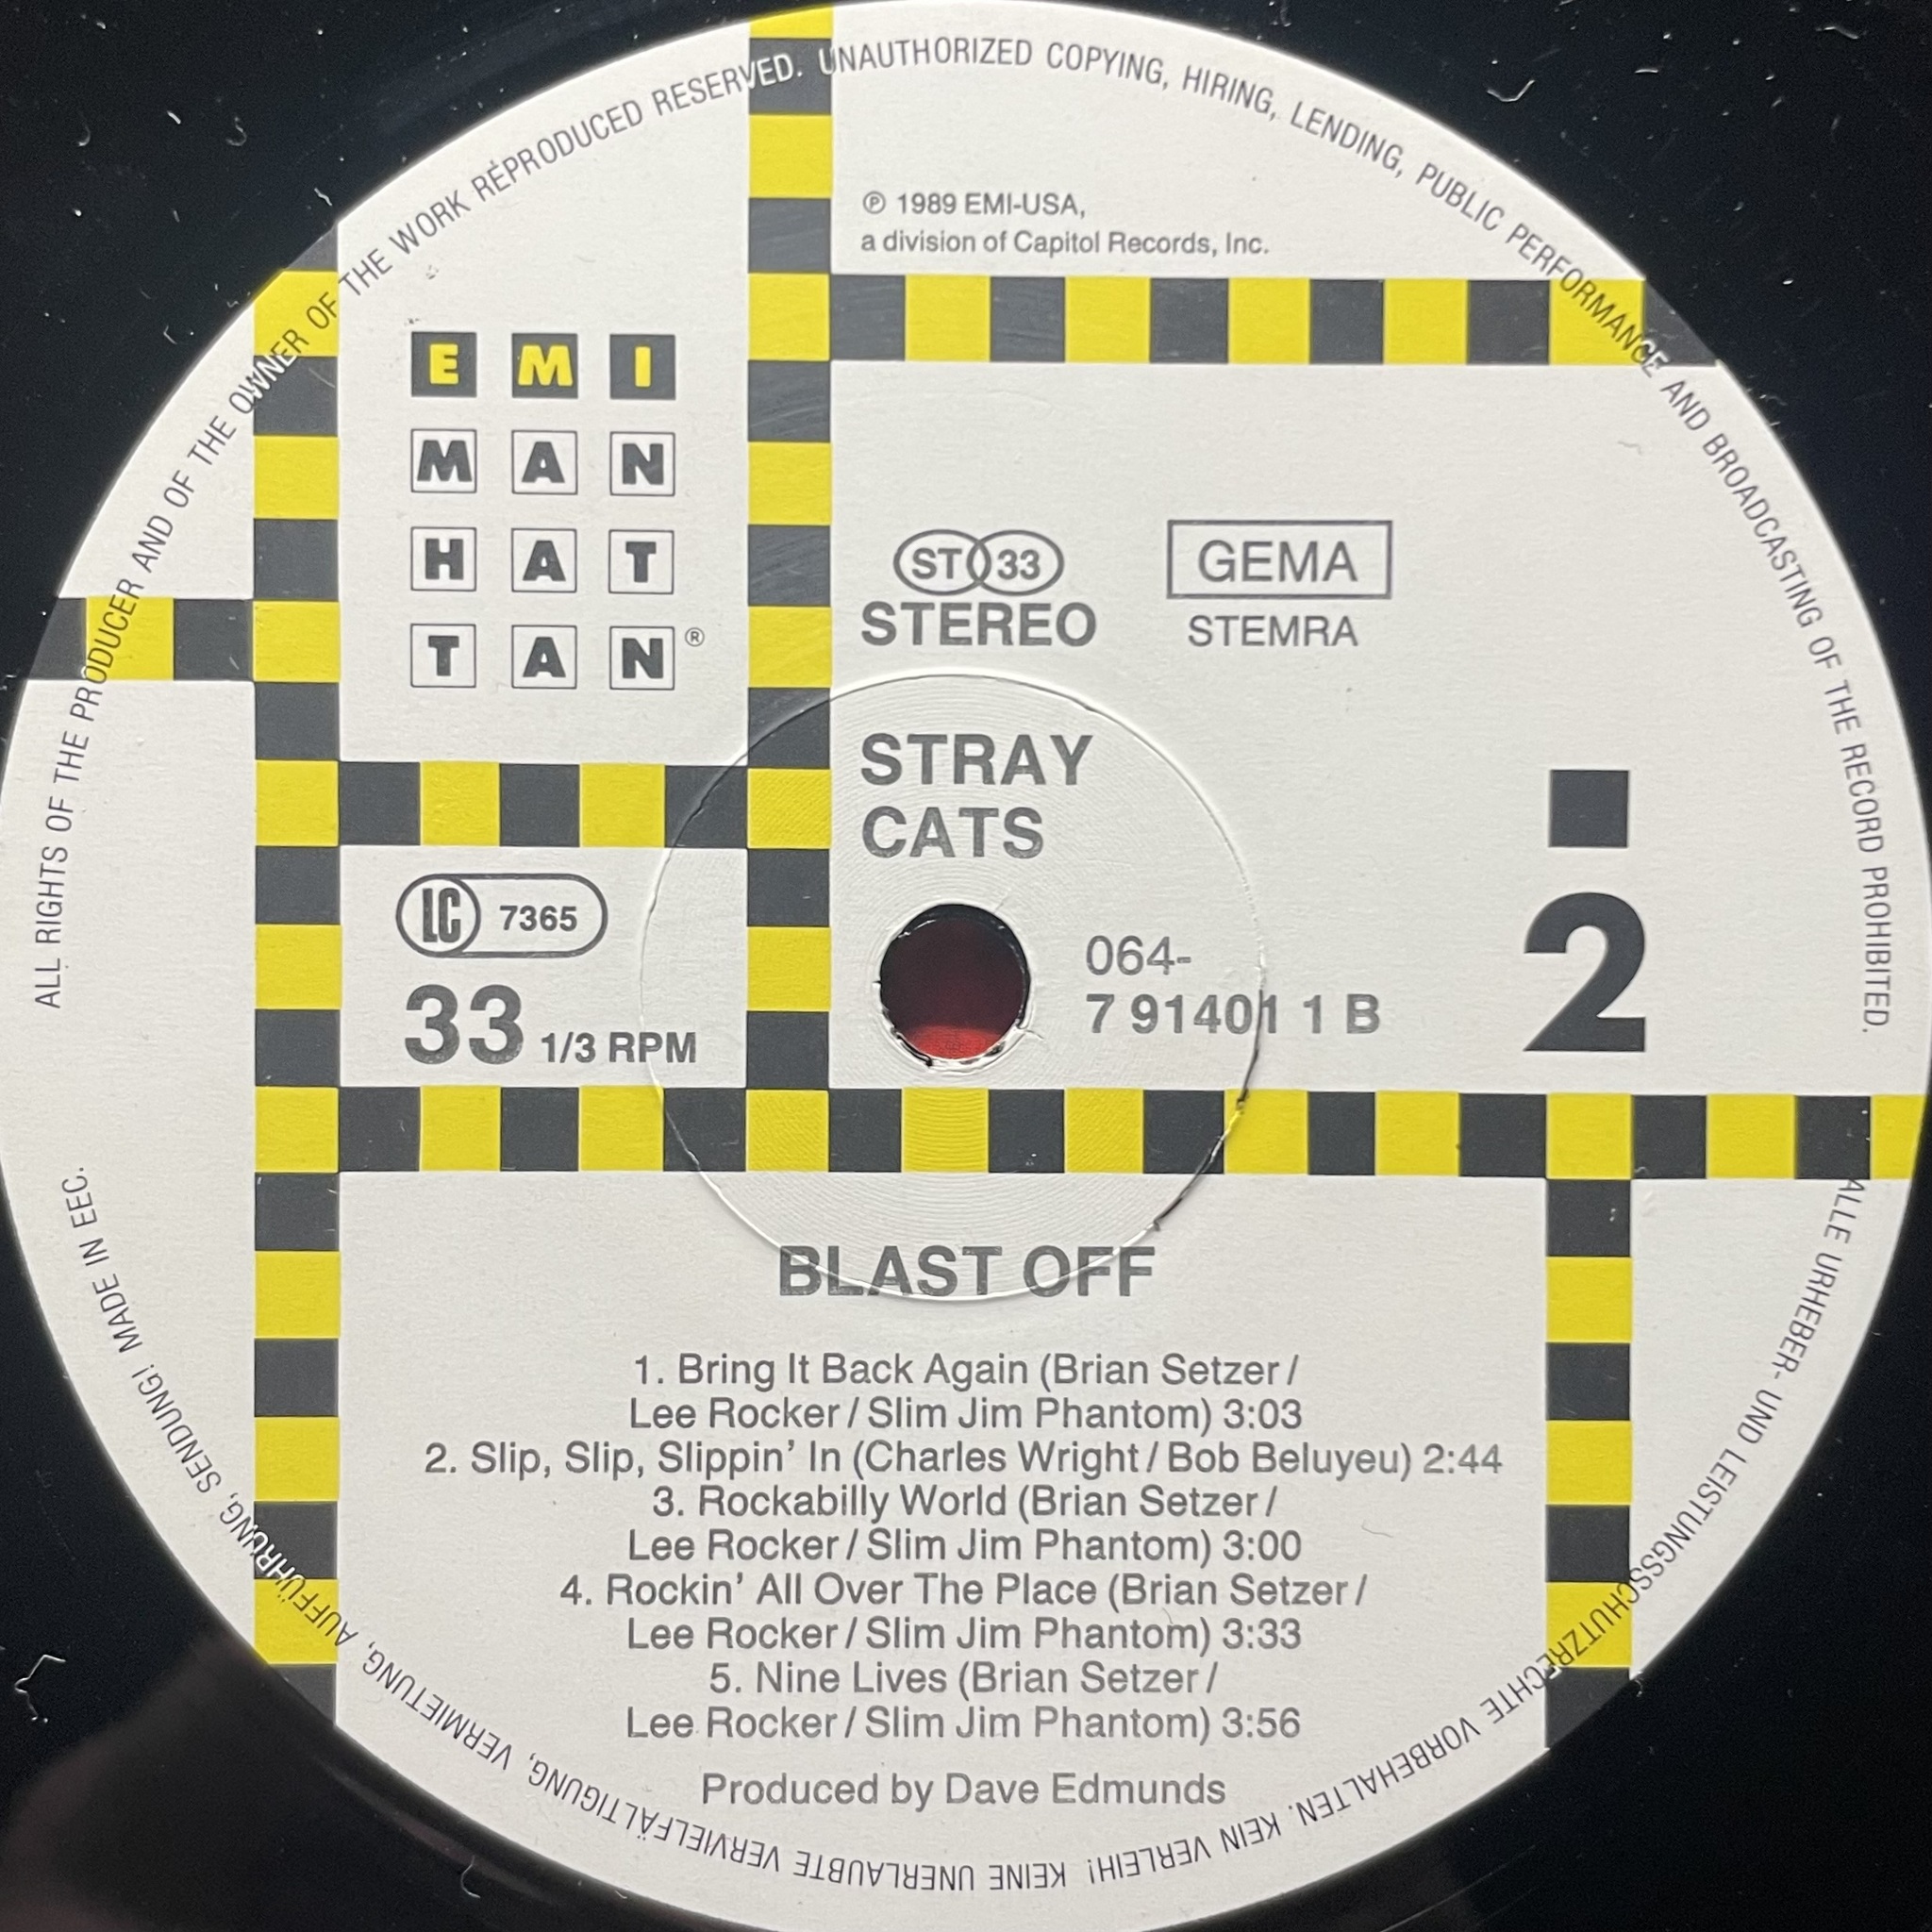 ALL RIGHTS OF THE PRODUCER AND OF THE OWNER OF THE WORK REPRODUCED RESERVED. UNAUTHORIZED COPYING, HIRING, LENDING, PUBLIC PERFORMANCE AND BROADCASTING OF THE RECORD PROHIBITED.
℗ 1989 EMI-USA,
a division of Capitol Records, Inc.
EMI
MAN
HAT
TAN®
ST 33
STEREO
GEMA
STEMRA
STRAY
CATS
LC 7365
33 1/3 RPM
064-
7 91401 1 B
2
BLAST OFF
1. Bring It Back Again (Brian Setzer /
Lee Rocker / Slim Jim Phantom) 3:03
2. Slip, Slip, Slippin’ In (Charles Wright / Bob Beluyeu) 2:44
3. Rockabilly World (Brian Setzer /
Lee Rocker / Slim Jim Phantom) 3:00
4. Rockin’ All Over The Place (Brian Setzer /
Lee Rocker / Slim Jim Phantom) 3:33
5. Nine Lives (Brian Setzer /
Lee Rocker / Slim Jim Phantom) 3:56
Produced by Dave Edmunds
ALLE URHEBER- UND LEISTUNGSSCHUTZRECHTE VORBEHALTEN. KEIN VERLEIH! KEINE UNERLAUBTE VERVIELFÄLTIGUNG, VERMIETUNG, AUFFÜHRUNG, SENDUNG! MADE IN EEC.